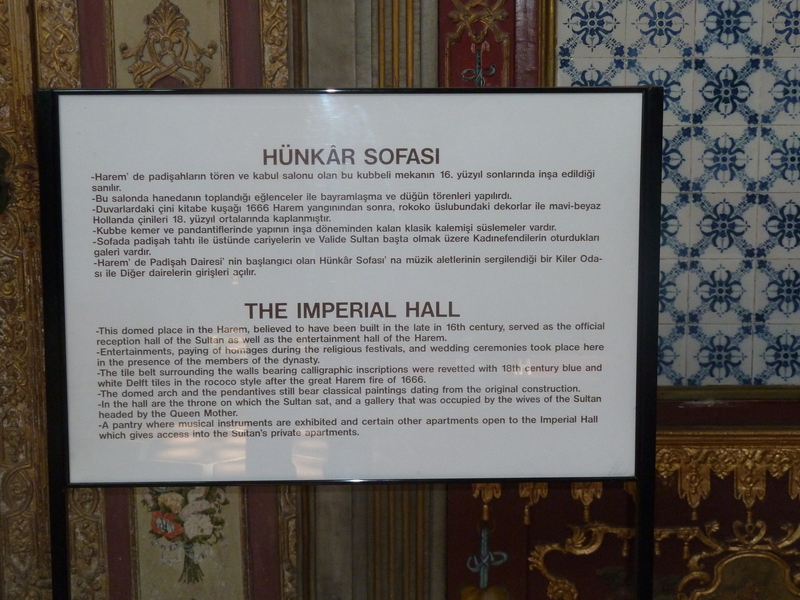 HÜNKÂR SOFASI
-Harem' de padişahların tören ve kabul salonu olan bu kubbeli mekanın 16. yüzyıl sonlarında inşa edildiği
sanılır.
-Bu salonda hanedanın toplandığı eğlenceler ile bayramlaşma ve düğün törenleri yapılırdı.
-Duvarlardaki çini kitabe kuşağı 1666 Harem yangınından sonra, rokoko üslubundaki dekorlar ile mavi-beyaz
Hollanda çinileri 18. yüzyıl ortalarında kaplanmıştır.
-Kubbe kemer ve pandantiflerinde yapının inşa döneminden kalan klasik kalemişi süslemeler vardır.
-Sofada padişah tahtı ile üstünde cariyelerin ve Valide Sultan başta olmak üzere Kadınefendilerin oturdukları
galeri vardır.
-Harem' de Padişah Dairesi' nin başlangıcı olan Hünkâr Sofası' na müzik aletlerinin sergilendiği bir Kiler Oda-
sı ile Diğer dairelerin girişleri açılır.
THE IMPERIAL HALL
-This domed place in the Harem, believed to have been built in the late in 16th century, served as the official
reception hall of the Sultan as well as the entertainment hall of the Harem.
-Entertainments, paying of homages during the religious festivals, and wedding ceremonies took place here
in the presence of the members of the dynasty.
-The tile belt surrounding the walls bearing calligraphic inscriptions were revetted with 18th century blue and
white Delft tiles in the rococo style after the great Harem fire of 1666.
-The domed arch and the pendantives still bear classical paintings dating from the original construction.
-In the hall are the throne on which the Sultan sat, and a gallery that was occupied by the wives of the Sultan
headed by the Queen Mother.
-A pantry where musical instruments are exhibited and certain other apartments open to the Imperial Hall
which gives access into the Suitan's private apartments.